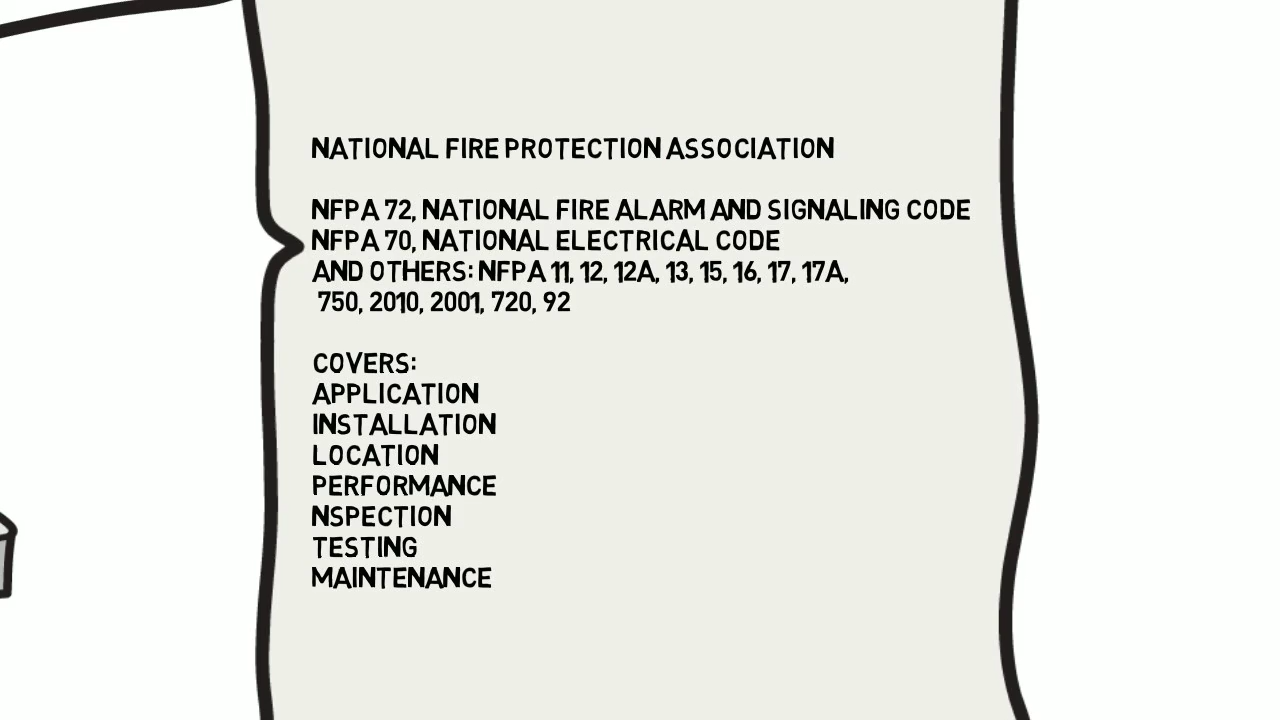 NATIONAL FIRE PROTECTION ASSOCIATION
NFPA 72, NATIONAL FIRE ALARM AND SIGNALING CODE
NFPA 70, NATIONAL ELECTRICAL CODE
AND OTHERS: NFPA 11, 12, 12A, 13, 15, 16, 17, 17A,
750, 2010, 2001, 720, 92
COVERS:
APPLICATION
INSTALLATION
LOCATION
PERFORMANCE
NSPECTION
TESTING
MAINTENANCE